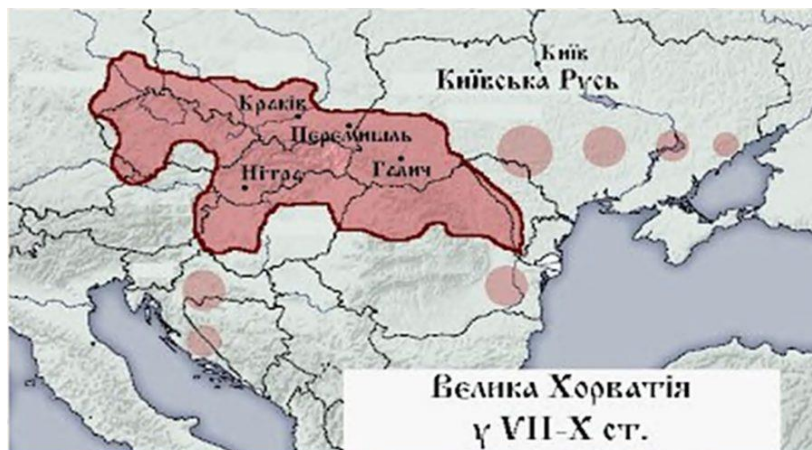 Київ
Київська Русь
Краків
Перемишль
Галич
Нітра
Велика Хорватія
у VII-X ст.